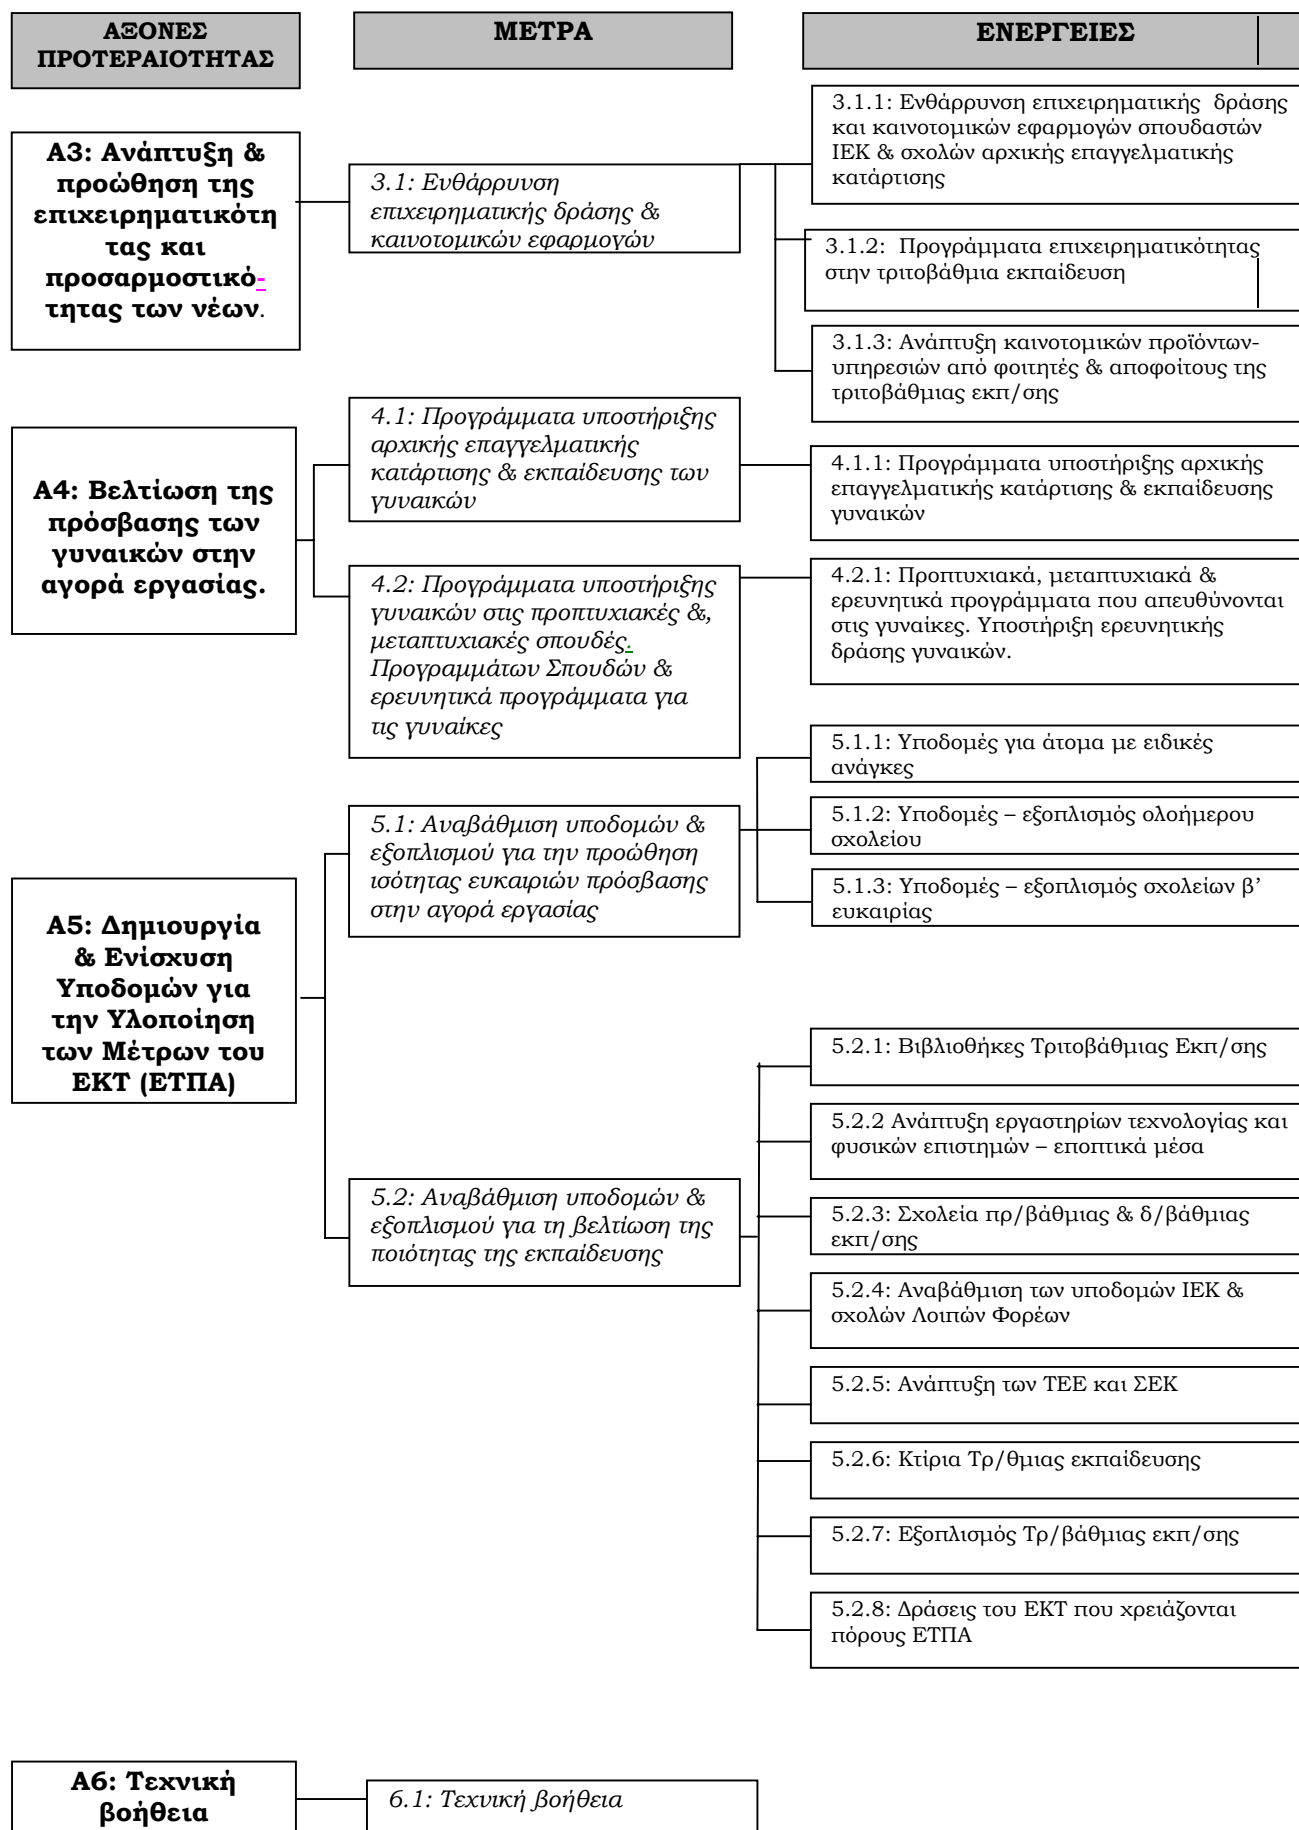 ΑΞΟΝΕΣ
ΠΡΟΤΕΡΑΙΟΤΗΤΑΣ
ΜΕΤΡΑ
ΕΝΕΡΓΕΙΕΣ
Α3: Ανάπτυξη &
προώθηση της
επιχειρηματικότη
τας και
προσαρμοστικό-
τητας των νέων.
3.1: Ενθάρρυνση
επιχειρηματικής δράσης &
καινοτομικών εφαρμογών
3.1.1: Ενθάρρυνση επιχειρηματικής δράσης
και καινοτομικών εφαρμογών σπουδαστών
ΙΕΚ & σχολών αρχικής επαγγελματικής
κατάρτισης
3.1.2: Προγράμματα επιχειρηματικότητας
στην τριτοβάθμια εκπαίδευση
3.1.3: Ανάπτυξη καινοτομικών προϊόντων-
υπηρεσιών από φοιτητές & αποφοίτους της
τριτοβάθμιας εκπ/σης
Α4: Βελτίωση της
πρόσβασης των
γυναικών στην
αγορά εργασίας.
4.1: Προγράμματα υποστήριξης
αρχικής επαγγελματικής
κατάρτισης & εκπαίδευσης των
γυναικών
4.1.1: Προγράμματα υποστήριξης αρχικής
επαγγελματικής κατάρτισης & εκπαίδευσης
γυναικών
4.2: Προγράμματα υποστήριξης
γυναικών στις προπτυχιακές &,
μεταπτυχιακές σπουδές.
Προγραμμάτων Σπουδών &
ερευνητικά προγράμματα για
τις γυναίκες
4.2.1: Προπτυχιακά, μεταπτυχιακά &
ερευνητικά προγράμματα που απευθύνονται
στις γυναίκες. Υποστήριξη ερευνητικής
δράσης γυναικών.
Α5: Δημιουργία
& Ενίσχυση
Υποδομών για
την Υλοποίηση
των Μέτρων του
ΕΚΤ (ΕΤΠΑ)
5.1: Αναβάθμιση υποδομών &
εξοπλισμού για την προώθηση
ισότητας ευκαιριών πρόσβασης
στην αγορά εργασίας
5.1.1: Υποδομές για άτομα με ειδικές
ανάγκες
5.1.2: Υποδομές – εξοπλισμός ολοήμερου
σχολείου
5.1.3: Υποδομές – εξοπλισμός σχολείων β’
ευκαιρίας
5.2: Αναβάθμιση υποδομών &
εξοπλισμού για τη βελτίωση της
ποιότητας της εκπαίδευσης
5.2.1: Βιβλιοθήκες Τριτοβάθμιας Εκπ/σης
5.2.2 Ανάπτυξη εργαστηρίων τεχνολογίας και
φυσικών επιστημών – εποπτικά μέσα
5.2.3: Σχολεία πρ/βάθμιας & δ/βάθμιας
εκπ/σης
5.2.4: Αναβάθμιση των υποδομών ΙΕΚ &
σχολών Λοιπών Φορέων
5.2.5: Ανάπτυξη των ΤΕΕ και ΣΕΚ
5.2.6: Κτίρια Τρ/θμιας εκπαίδευσης
5.2.7: Εξοπλισμός Τρ/βάθμιας εκπ/σης
5.2.8: Δράσεις του ΕΚΤ που χρειάζονται
πόρους ΕΤΠΑ
Α6: Τεχνική
βοήθεια
6.1: Τεχνική βοήθεια